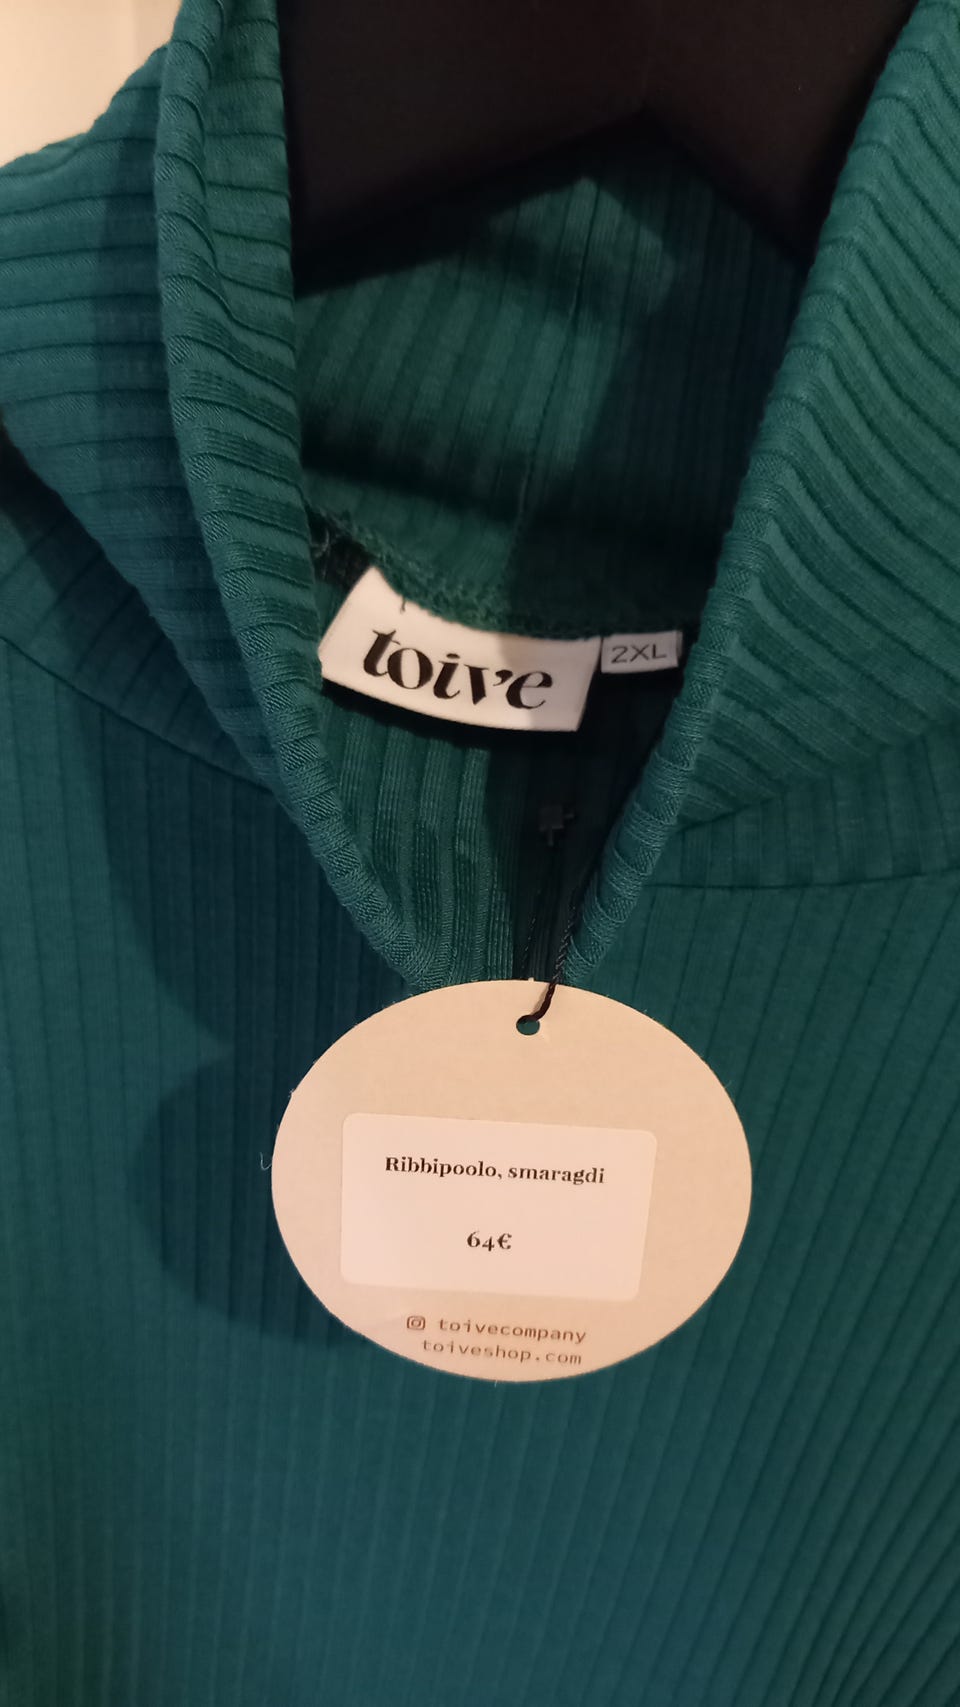 toive
2XL
Ribbipoolo, smaragdi
64€
toivecompany
toiveshop.com